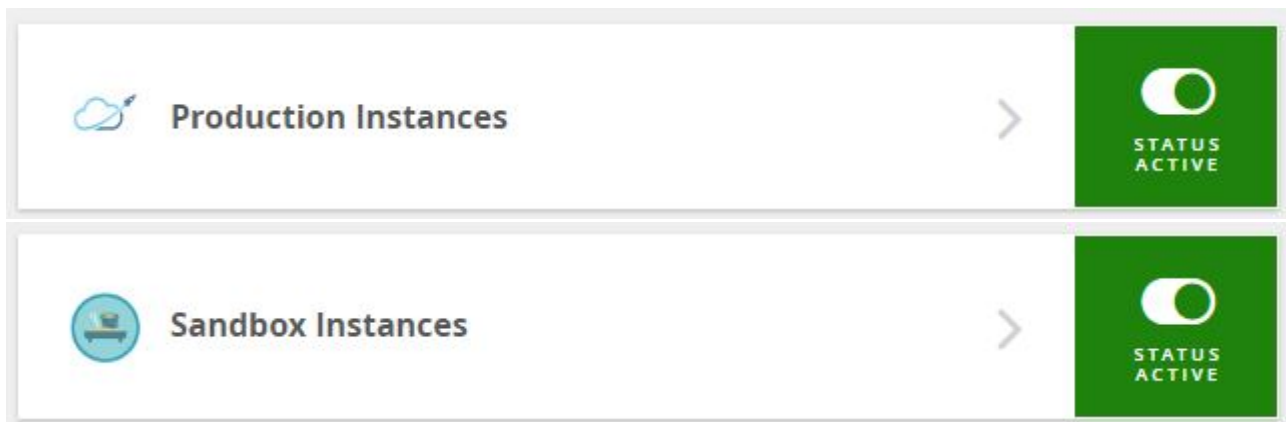 Production Instances
STATUS
ACTIVE
Sandbox Instances
STATUS
ACTIVE